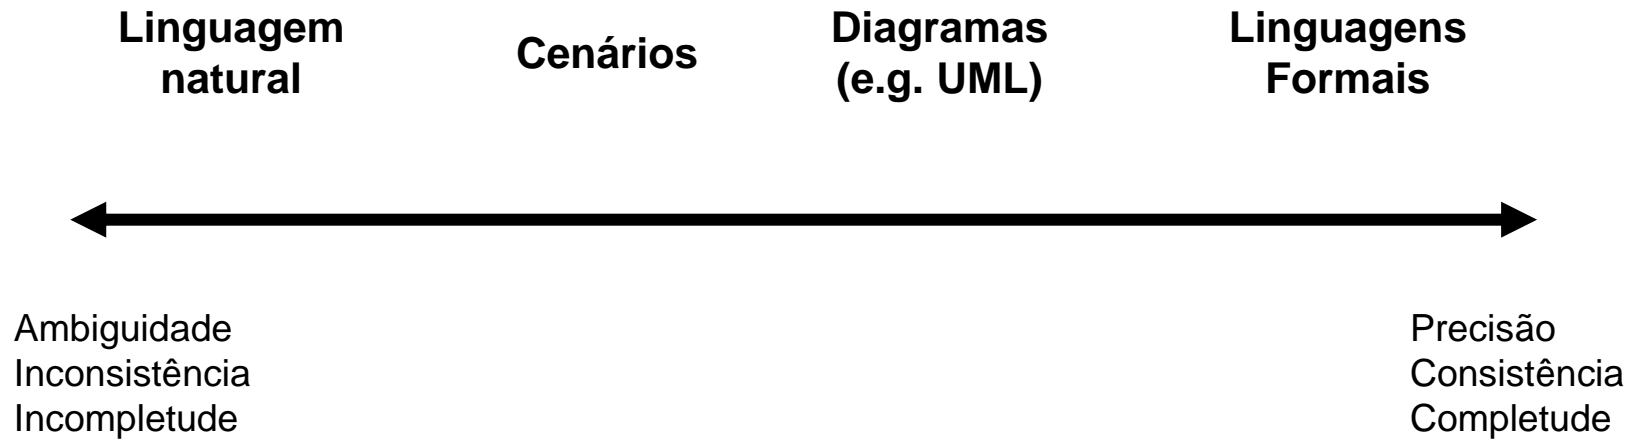 Linguagem
natural
Cenários
Diagramas
(e.g. UML)
Linguagens
Formais
Ambiguidade
Inconsistência
Incompletude
Precisão
Consistência
Completude